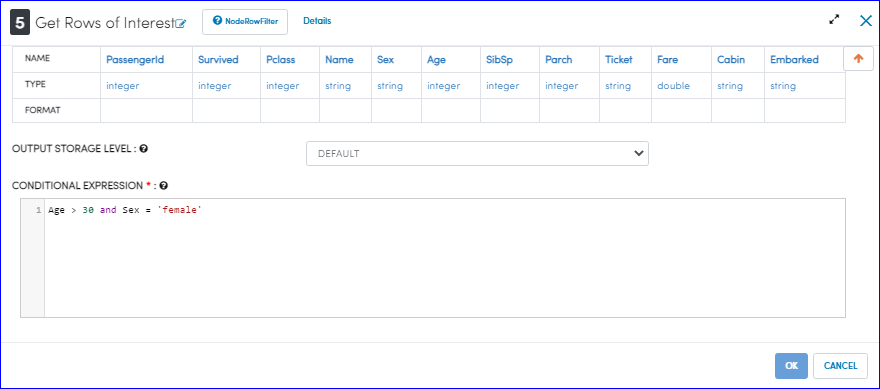 5 Get Rows of Interest NodeRowFilter Details
NAME PassengerId Survived Pclass Name Sex Age SibSp Parch Ticket Fare Cabin Embarked
TYPE integer integer integer string string integer integer integer string double string string
FORMAT
OUTPUT STORAGE LEVEL : DEFAULT
CONDITIONAL EXPRESSION * :
1 Age > 30 and Sex = 'female'
OK CANCEL